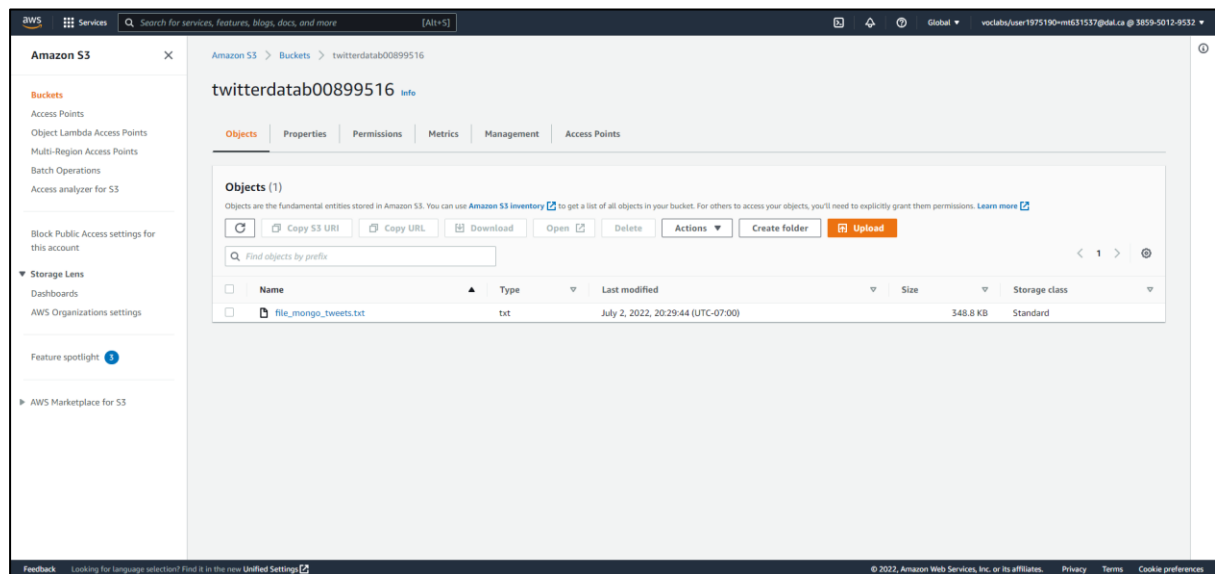 aws Services Search for services, features, blogs, docs, and more [Alt+S] Global ▼ voclabs/user1975190=mt631537@dal.ca @ 3859-5012-9532 ▼
Amazon S3 ×
Buckets
Access Points
Object Lambda Access Points
Multi-Region Access Points
Batch Operations
Access analyzer for S3
Block Public Access settings for
this account
▼ Storage Lens
Dashboards
AWS Organizations settings
Feature spotlight 3
▶ AWS Marketplace for S3
Amazon S3 > Buckets > twitterdatab00899516
twitterdatab00899516 Info
Objects Properties Permissions Metrics Management Access Points
Objects (1)
Objects are the fundamental entities stored in Amazon S3. You can use Amazon S3 inventory to get a list of all objects in your bucket. For others to access your objects, you'll need to explicitly grant them permissions. Learn more
Copy S3 URI Copy URL Download Open Delete Actions ▼ Create folder Upload
Find objects by prefix < 1 >
Name ▲ Type Last modified Size Storage class
file_mongo_tweets.txt txt July 2, 2022, 20:29:44 (UTC-07:00) 348.8 KB Standard
Feedback Looking for language selection? Find it in the new Unified Settings © 2022, Amazon Web Services, Inc. or its affiliates. Privacy Terms Cookie preferences